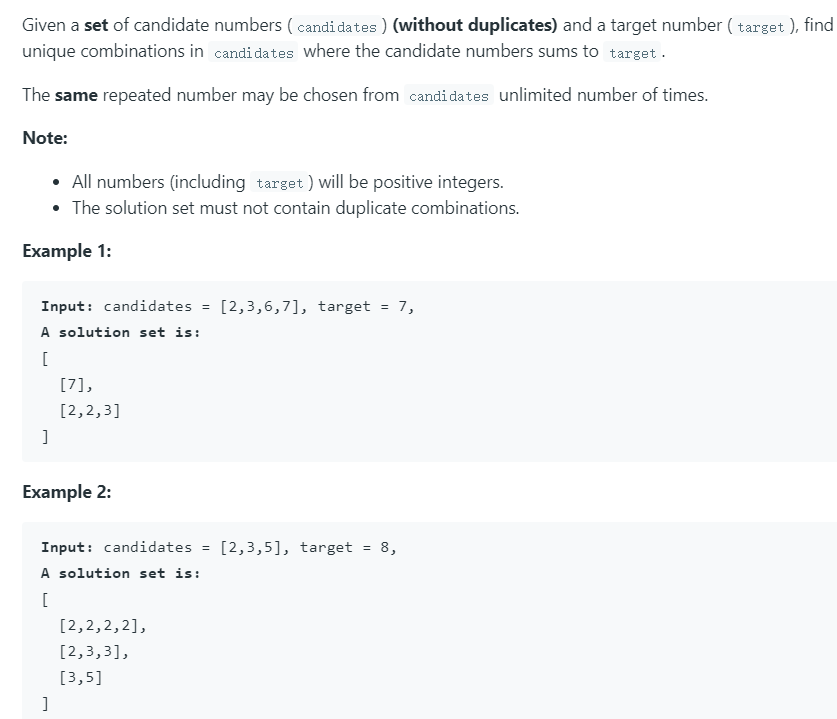 Given a set of candidate numbers ( candidates ) (without duplicates) and a target number ( target ), find
unique combinations in candidates where the candidate numbers sums to target .
The same repeated number may be chosen from candidates unlimited number of times.
Note:
• All numbers (including target ) will be positive integers.
• The solution set must not contain duplicate combinations.
Example 1:
Input: candidates = [2,3,6,7], target = 7,
A solution set is:
[
[7],
[2,2,3]
]
Example 2:
Input: candidates = [2,3,5], target = 8,
A solution set is:
[
[2,2,2,2],
[2,3,3],
[3,5]
]